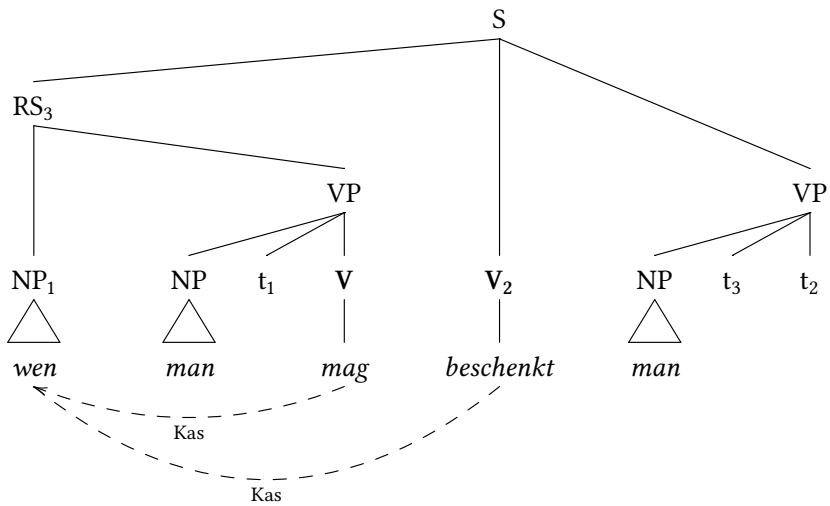 S
RS₃
VP VP
NP₁ NP t₁ V V₂ NP t₃ t₂
wen man mag beschenkt man
Kas
Kas